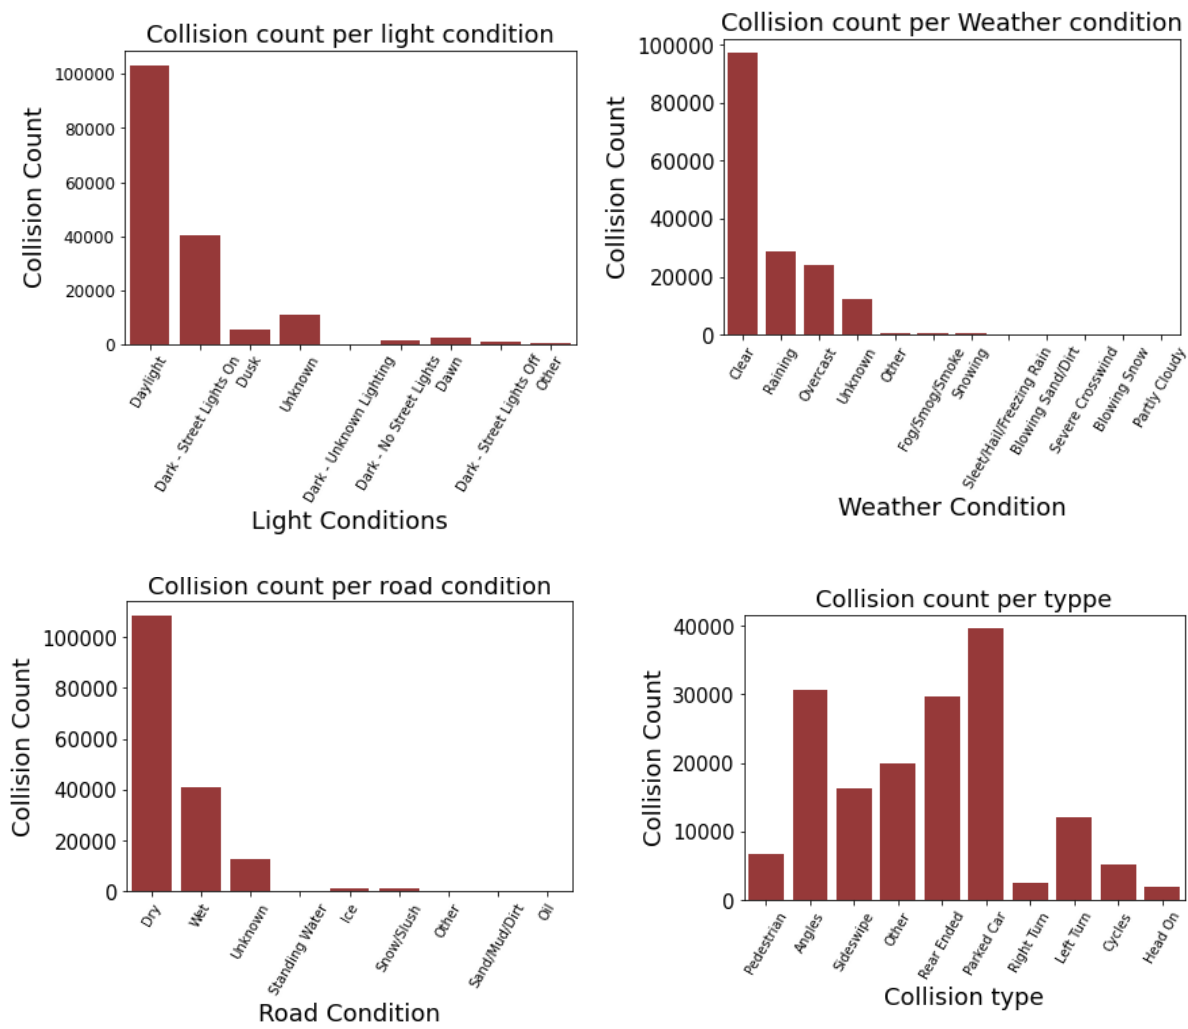 Collision count per light condition
Collision Count
100000
80000
60000
40000
20000
0
Daylight
Dark - Street Lights On
Dusk
Unknown
Dark - Unknown Lighting
Dark - No Street Lights
Dawn
Dark - Street Lights Off
Other
Light Conditions
Collision count per Weather condition
Collision Count
100000
80000
60000
40000
20000
0
Clear
Raining
Overcast
Unknown
Other
Fog/Smog/Smoke
Snowing
Sleet/Hail/Freezing Rain
Blowing Sand/Dirt
Severe Crosswind
Blowing Snow
Partly Cloudy
Weather Condition
Collision count per road condition
Collision Count
100000
80000
60000
40000
20000
0
Dry
Wet
Unknown
Standing Water
Ice
Snow/Slush
Other
Sand/Mud/Dirt
Oil
Road Condition
Collision count per typpe
Collision Count
40000
30000
20000
10000
0
Pedestrian
Angles
Sideswipe
Other
Rear Ended
Parked Car
Right Turn
Left Turn
Cycles
Head On
Collision type